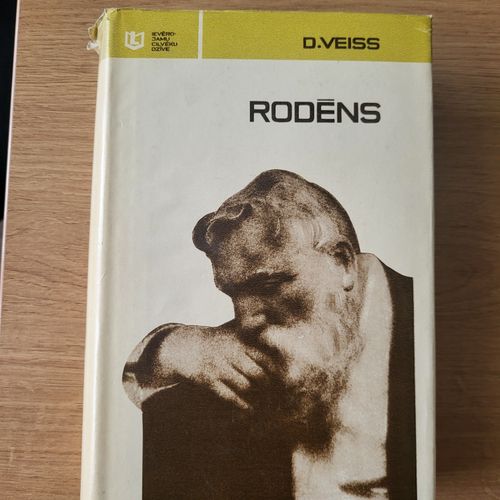 IEVĒRO-
JAMU
CILVĒKU
DZĪVE
D.VEISS
RODĒNS